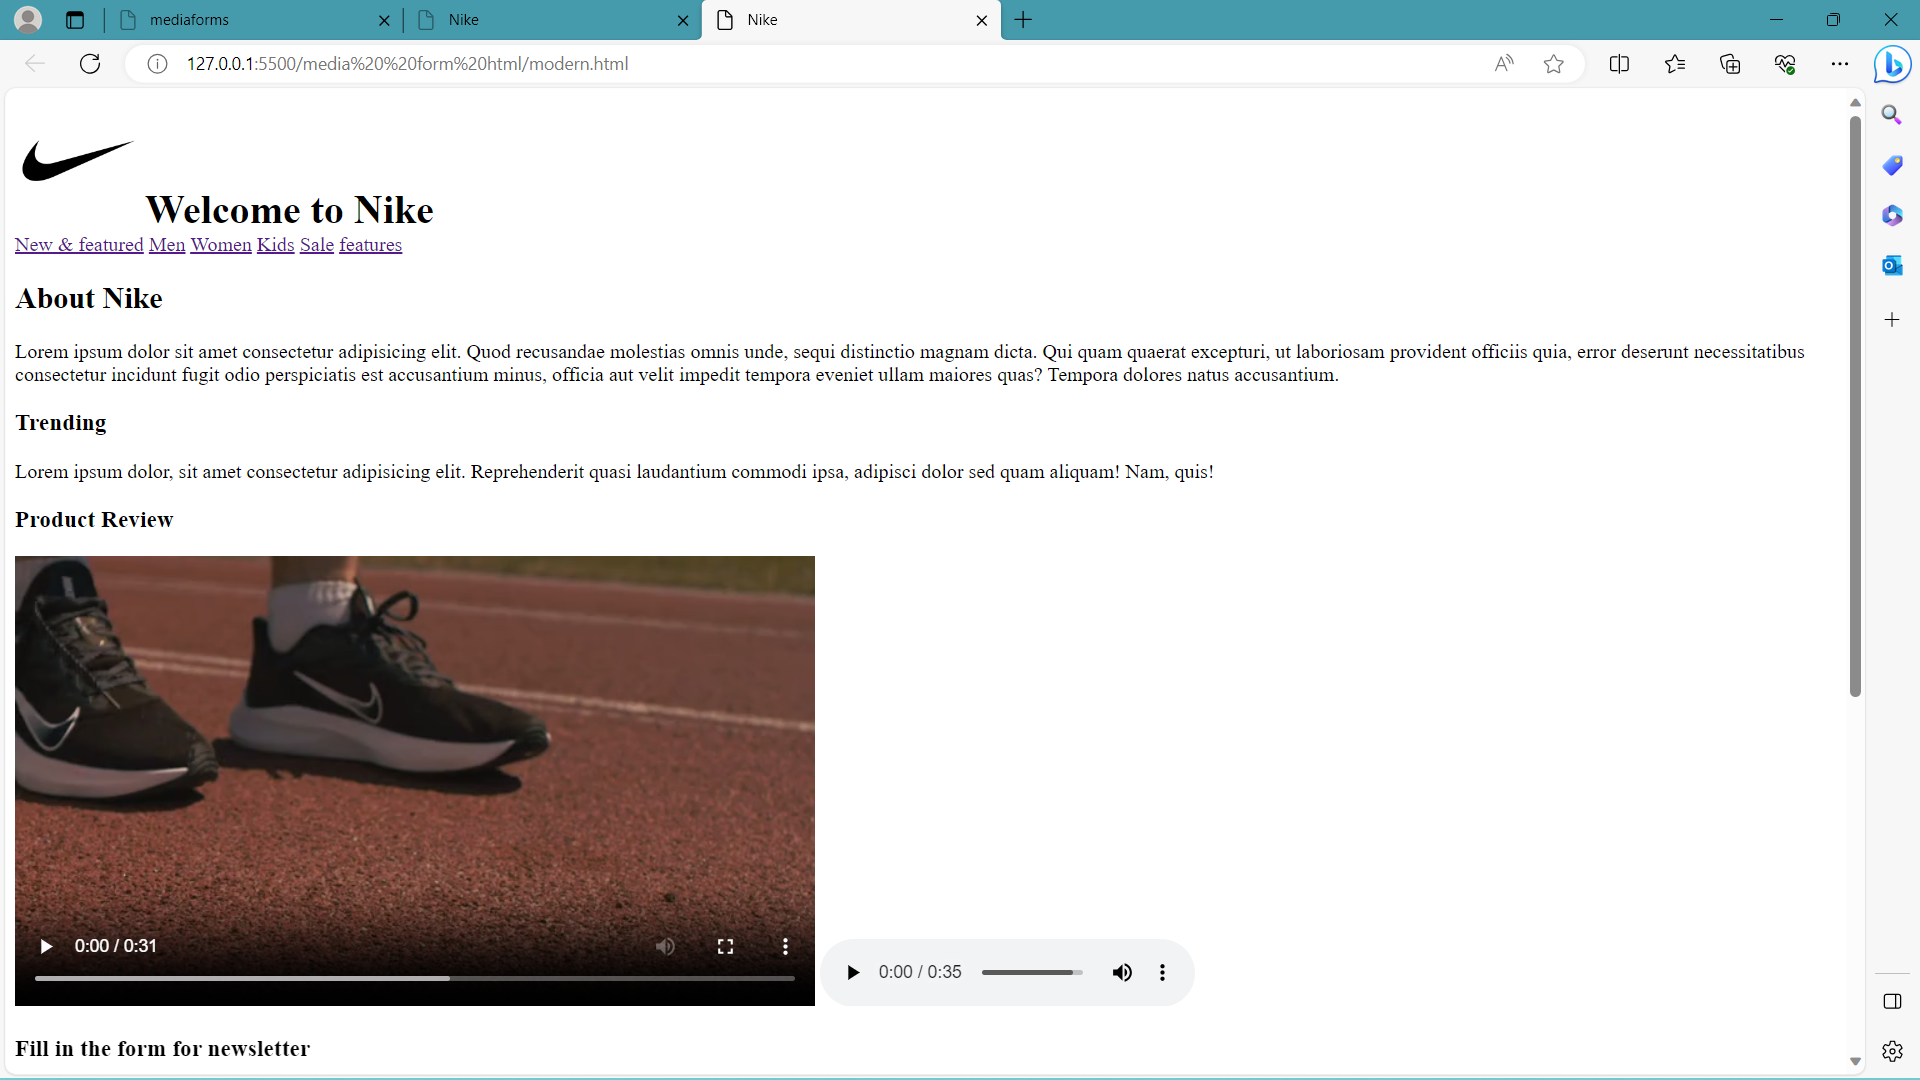 mediaforms
Nike
Nike
127.0.0.1:5500/media%20%20form%20html/modern.html
Welcome to Nike
New & featured Men Women Kids Sale features
About Nike
Lorem ipsum dolor sit amet consectetur adipisicing elit. Quod recusandae molestias omnis unde, sequi distinctio magnam dicta. Qui quam quaerat excepturi, ut laboriosam provident officiis quia, error deserunt necessitatibus
consectetur incidunt fugit odio perspiciatis est accusantium minus, officia aut velit impedit tempora eveniet ullam maiores quas? Tempora dolores natus accusantium.
Trending
Lorem ipsum dolor, sit amet consectetur adipisicing elit. Reprehenderit quasi laudantium commodi ipsa, adipisci dolor sed quam aliquam! Nam, quis!
Product Review
0:00 / 0:31
0:00 / 0:35
Fill in the form for newsletter